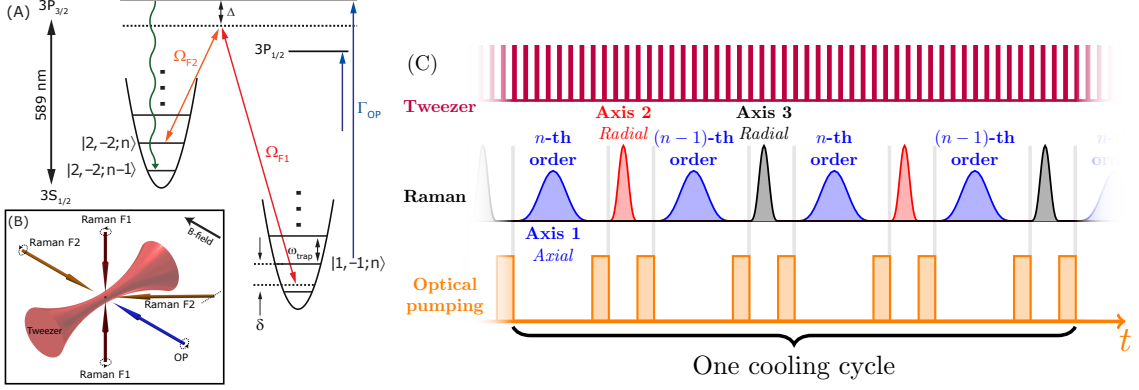 (A)
3P3/2
Δ
3P1/2
ΩF2
ΓOP
589 nm
ΩF1
|2,-2;n⟩
|2,-2;n-1⟩
3S1/2
ωtrap
|1,-1;n⟩
δ
(B)
Raman F1
B-field
Raman F2
Raman F2
Tweezer
OP
Raman F1
(C)
Tweezer
Axis 2
Radial
Axis 3
Radial
n-th
order
(n − 1)-th
order
n-th
order
(n − 1)-th
order
n-
or
Raman
Axis 1
Axial
Optical
pumping
t
One cooling cycle